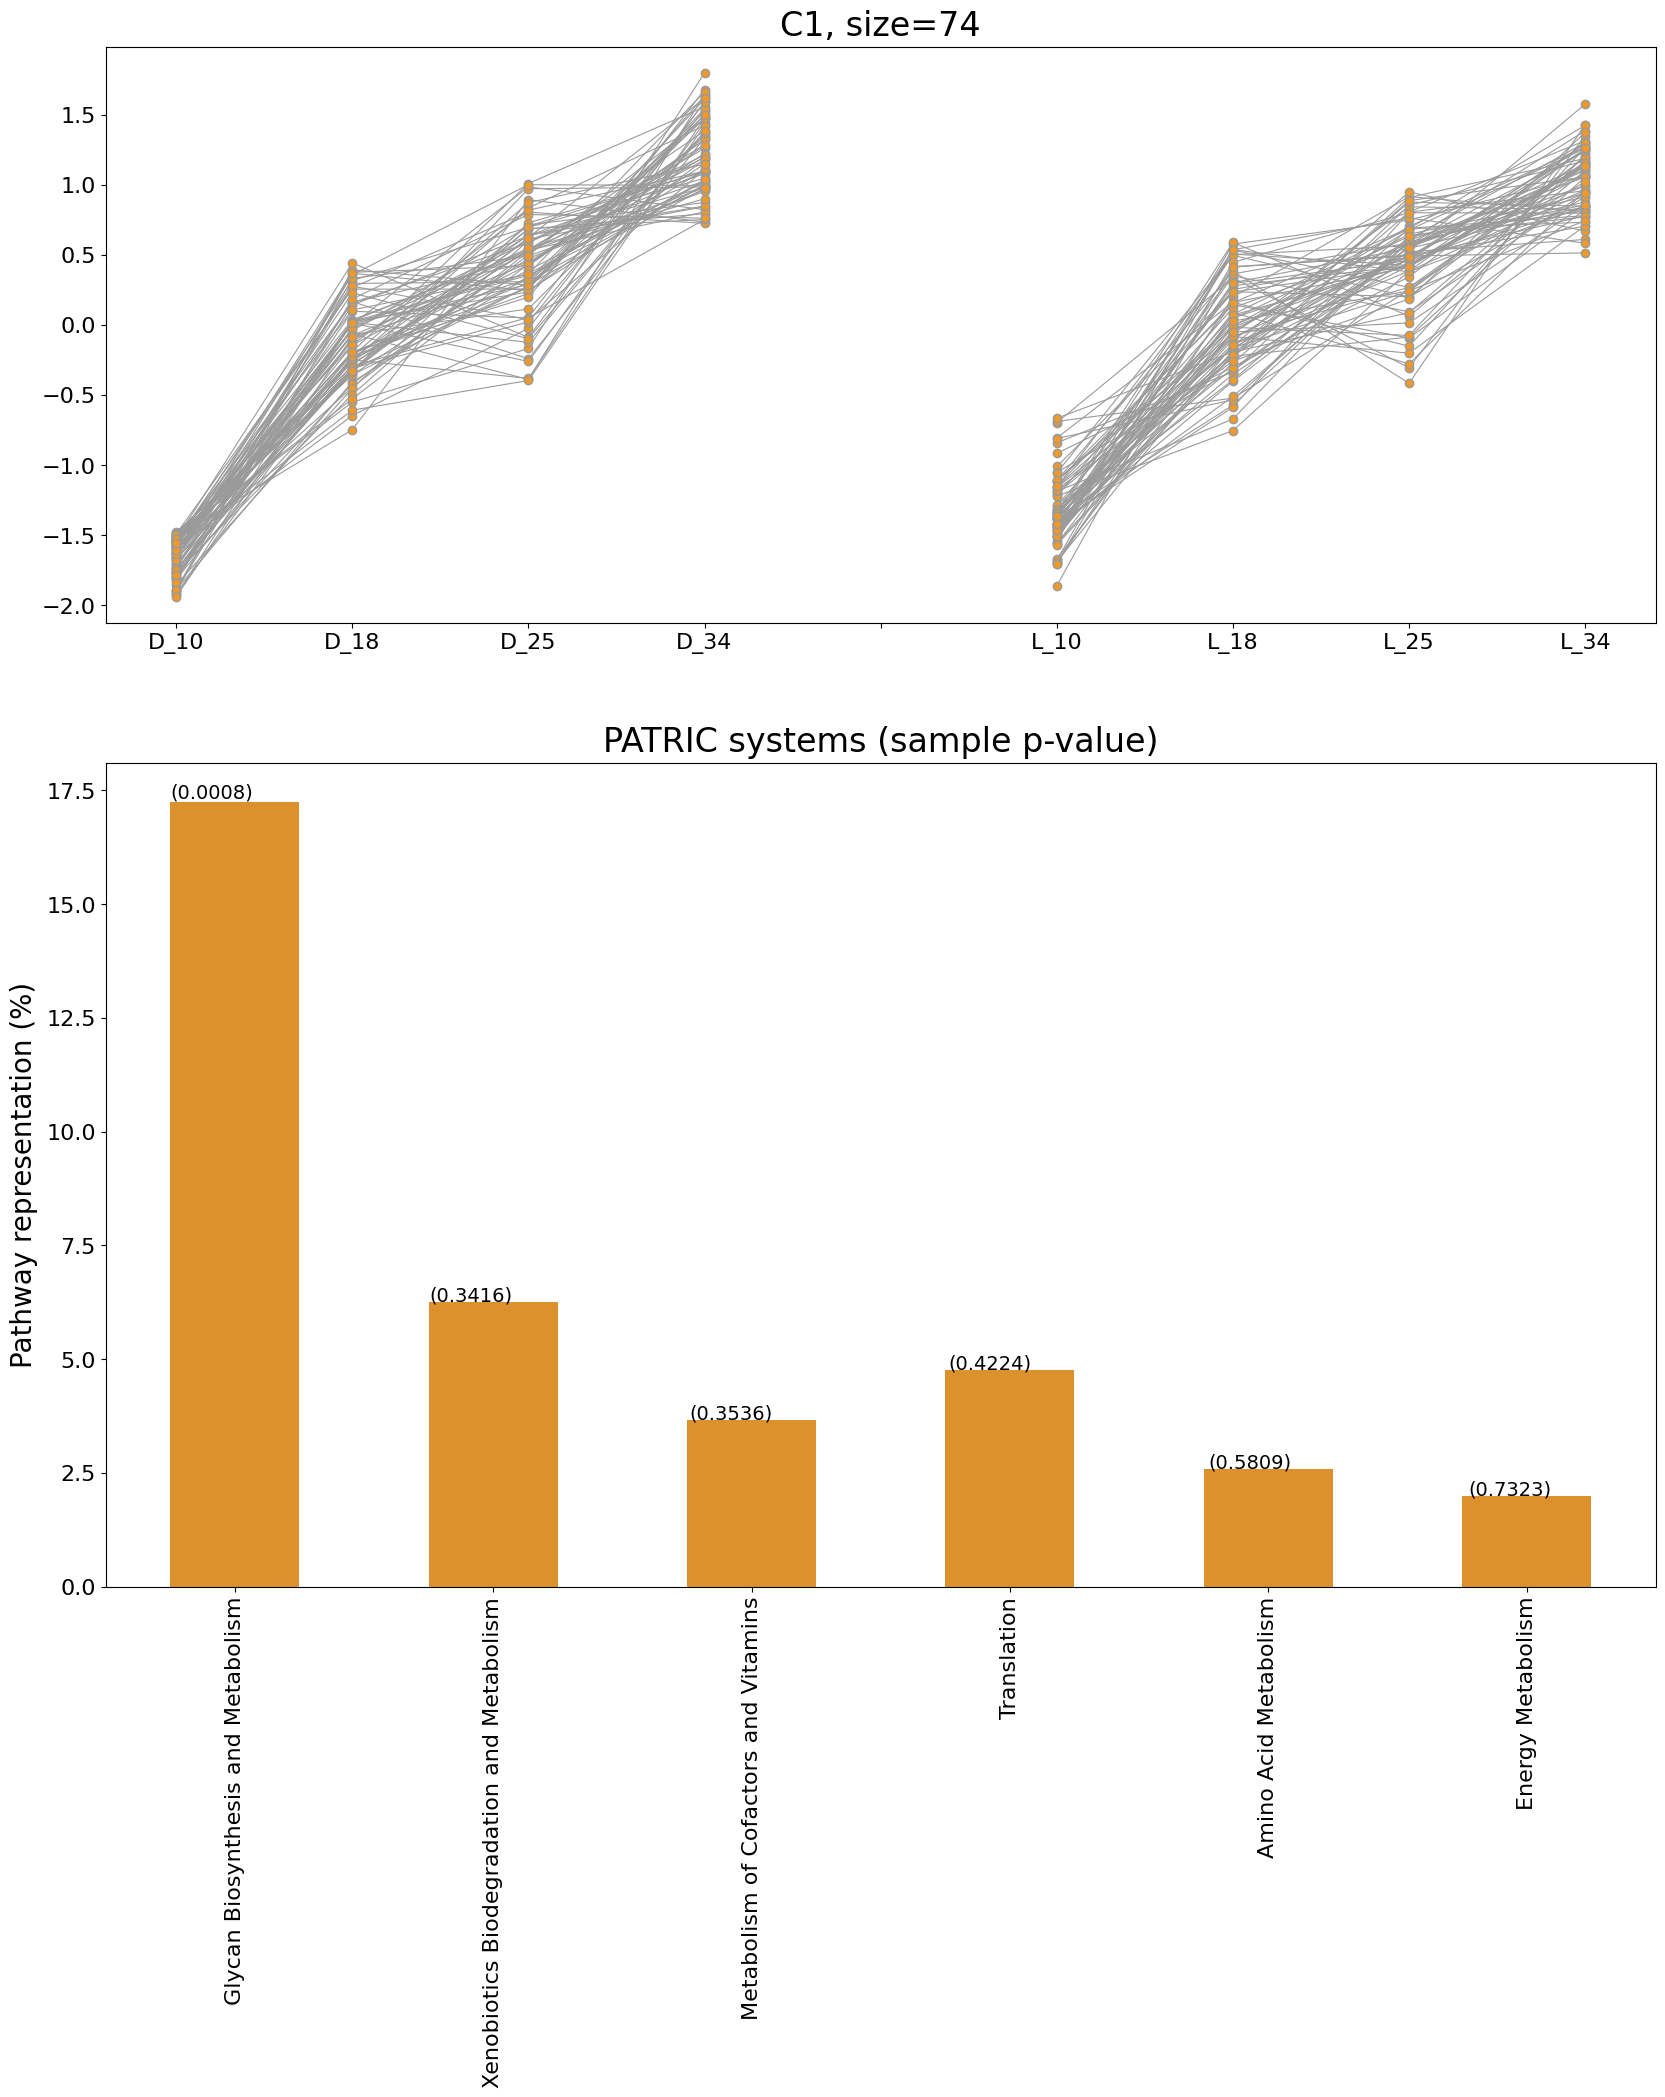 C1, size=74
1.5
1.0
0.5
0.0
−0.5
−1.0
−1.5
−2.0
D_10 D_18 D_25 D_34 L_10 L_18 L_25 L_34
PATRIC systems (sample p-value)
Pathway representation (%)
17.5
15.0
12.5
10.0
7.5
5.0
2.5
0.0
(0.0008)
(0.3416)
(0.3536)
(0.4224)
(0.5809)
(0.7323)
Glycan Biosynthesis and Metabolism
Xenobiotics Biodegradation and Metabolism
Metabolism of Cofactors and Vitamins
Translation
Amino Acid Metabolism
Energy Metabolism